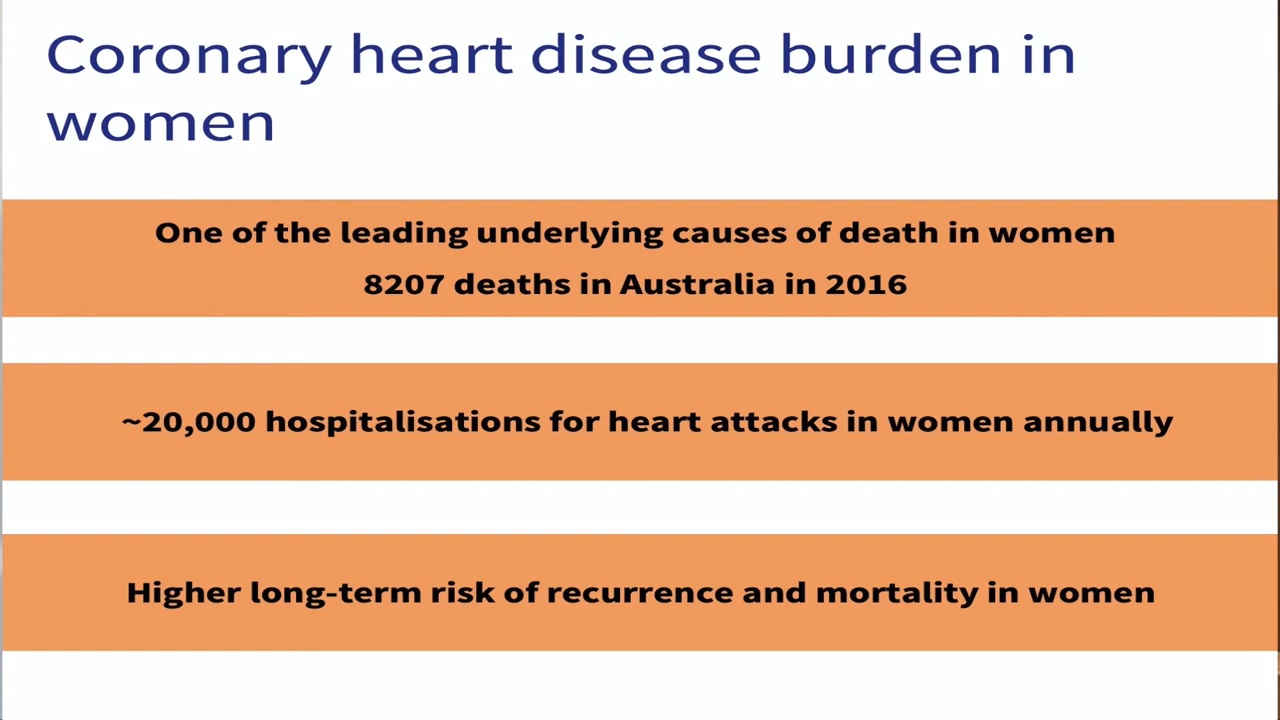 Coronary heart disease burden in
women
One of the leading underlying causes of death in women
8207 deaths in Australia in 2016
~20,000 hospitalisations for heart attacks in women annually
Higher long-term risk of recurrence and mortality in women